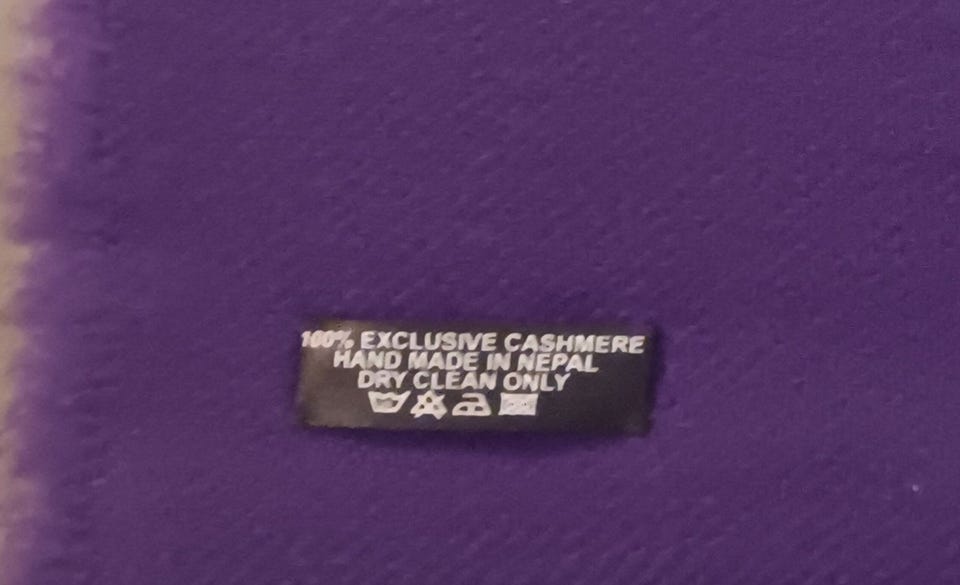 100% EXCLUSIVE CASHMERE
HAND MADE IN NEPAL
DRY CLEAN ONLY